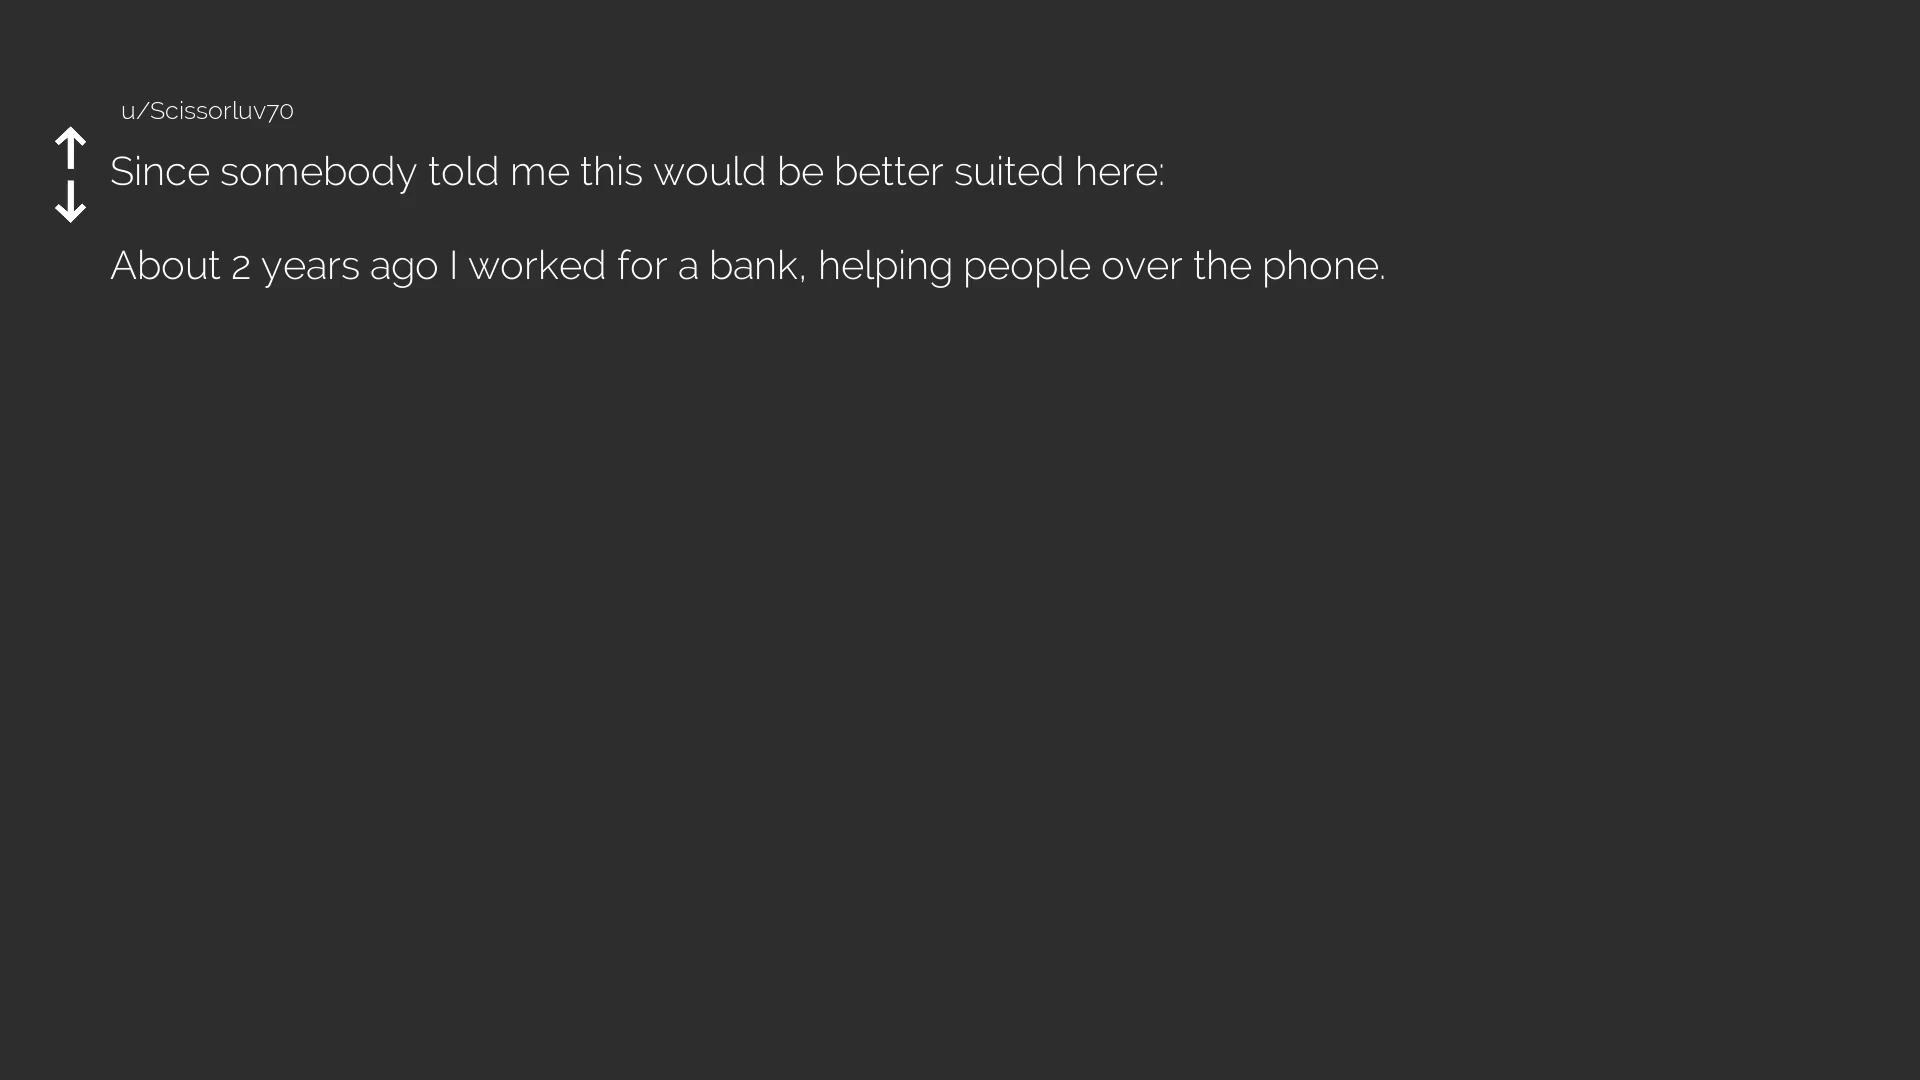 u/Scissorluv70
Since somebody told me this would be better suited here:
About 2 years ago I worked for a bank, helping people over the phone.